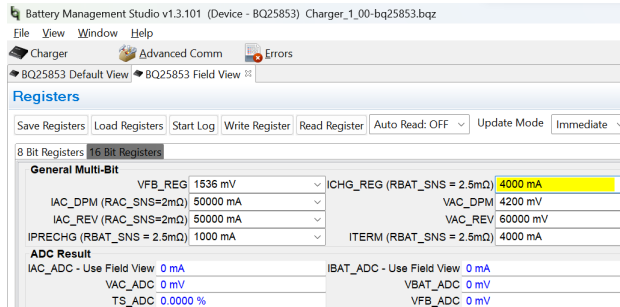 Battery Management Studio v1.3.101 (Device - BQ25853) Charger_1_00-bq25853.bqz
File View Window Help
Charger Advanced Comm Errors
BQ25853 Default View BQ25853 Field View
Registers
Save Registers Load Registers Start Log Write Register Read Register Auto Read: OFF Update Mode Immediate
8 Bit Registers 16 Bit Registers
General Multi-Bit
VFB_REG 1536 mV ICHG_REG (RBAT_SNS = 2.5mΩ) 4000 mA
IAC_DPM (RAC_SNS=2mΩ) 50000 mA VAC_DPM 4200 mV
IAC_REV (RAC_SNS=2mΩ) 50000 mA VAC_REV 60000 mV
IPRECHG (RBAT_SNS = 2.5mΩ) 1000 mA ITERM (RBAT_SNS = 2.5mΩ) 4000 mA
ADC Result
IAC_ADC - Use Field View 0 mA IBAT_ADC - Use Field View 0 mA
VAC_ADC 0 mV VBAT_ADC 0 mV
TS_ADC 0.0000 % VFB_ADC 0 mV